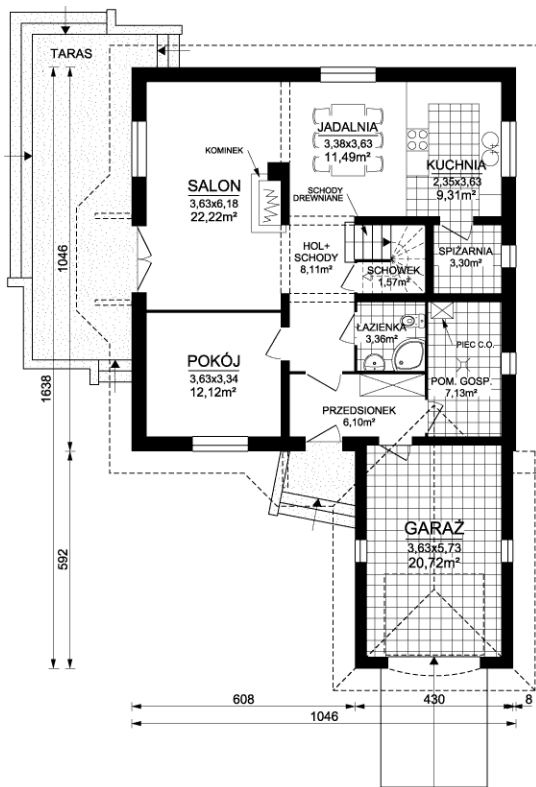 TARAS
KOMINEK
JADALNIA
3,38x3,63
11,49m²
KUCHNIA
2,35x3,63
9,31m²
SALON
3,63x6,18
22,22m²
SCHODY
DREWNIANE
HOL+
SCHODY
8,11m²
SCHOWEK
1,57m²
SPIŻARNIA
3,30m²
ŁAZIENKA
3,36m²
PIEC C.O.
POKÓJ
3,63x3,34
12,12m²
POM. GOSP.
7,13m²
PRZEDSIONEK
6,10m²
GARAŻ
3,63x5,73
20,72m²
1046
1638
592
608
430
8
1046